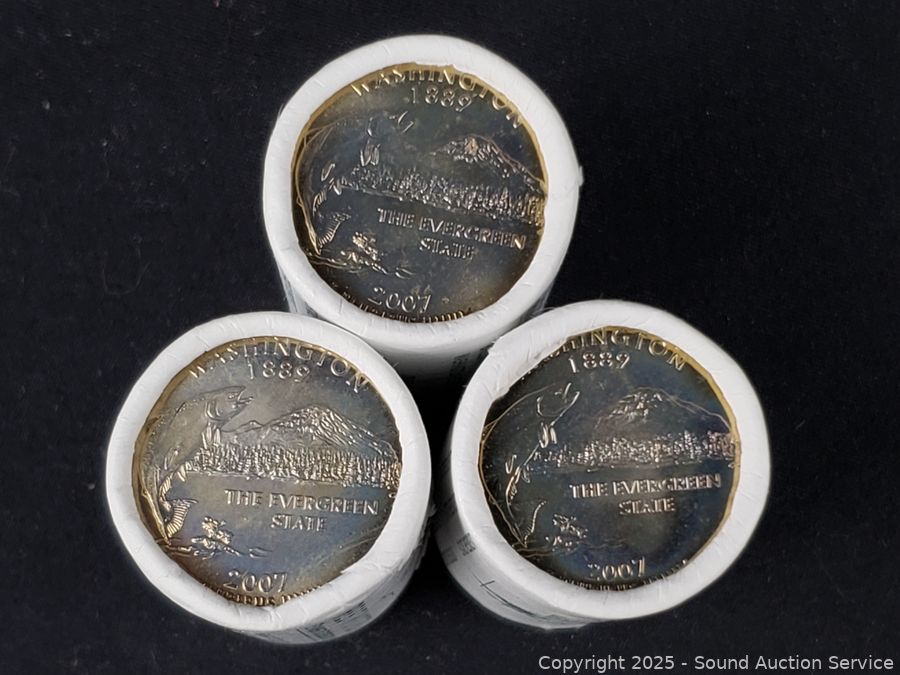 WASHINGTON
1889
THE EVERGREEN
STATE
2007
WASHINGTON
1889
THE EVERGREEN
STATE
2007
WASHINGTON
1889
THE EVERGREEN
STATE
2007
Copyright 2025 - Sound Auction Service